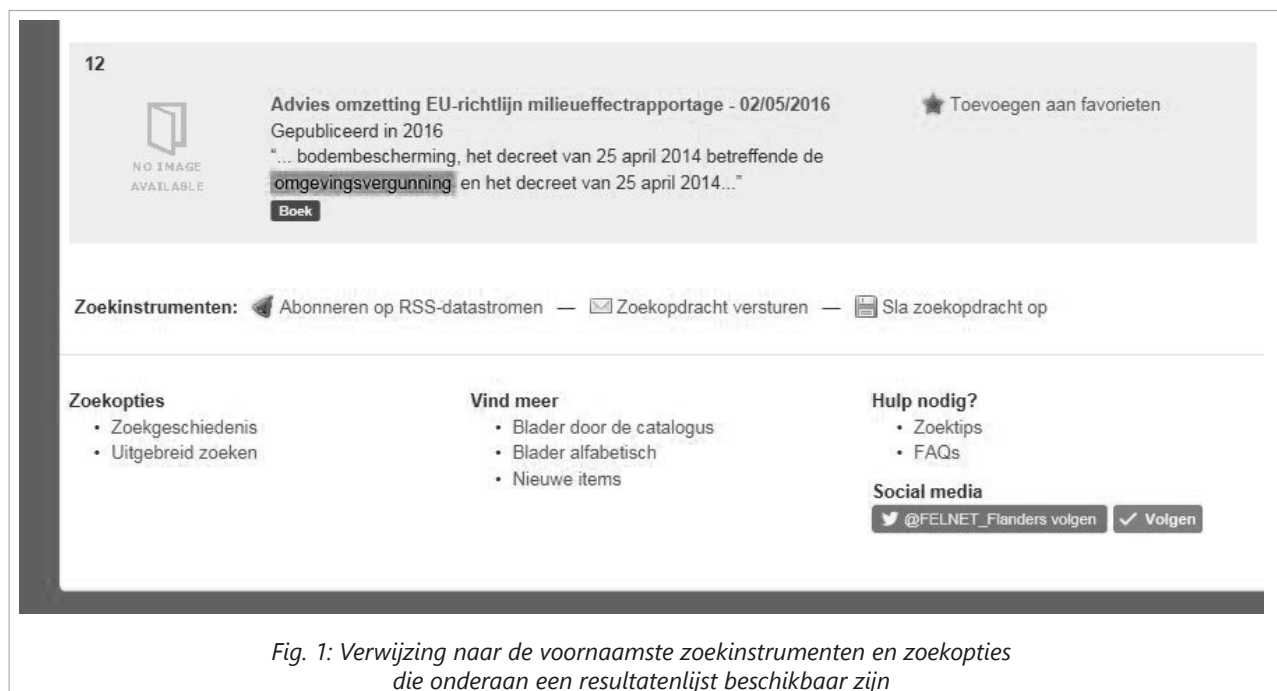 12
Advies omzetting EU-richtlijn milieueffectrapportage - 02/05/2016
Toevoegen aan favorieten
Gepubliceerd in 2016
“... bodembescherming, het decreet van 25 april 2014 betreffende de
omgevingsvergunning en het decreet van 25 april 2014...”
NO IMAGE
AVAILABLE
Boek
Zoekinstrumenten: Abonneren op RSS-datastromen — Zoekopdracht versturen — Sla zoekopdracht op
Zoekopties
• Zoekgeschiedenis
• Uitgebreid zoeken
Vind meer
• Blader door de catalogus
• Blader alfabetisch
• Nieuwe items
Hulp nodig?
• Zoektips
• FAQs
Social media
@FELNET_Flanders volgen
Volgen
Fig. 1: Verwijzing naar de voornaamste zoekinstrumenten en zoekopties
die onderaan een resultatenlijst beschikbaar zijn